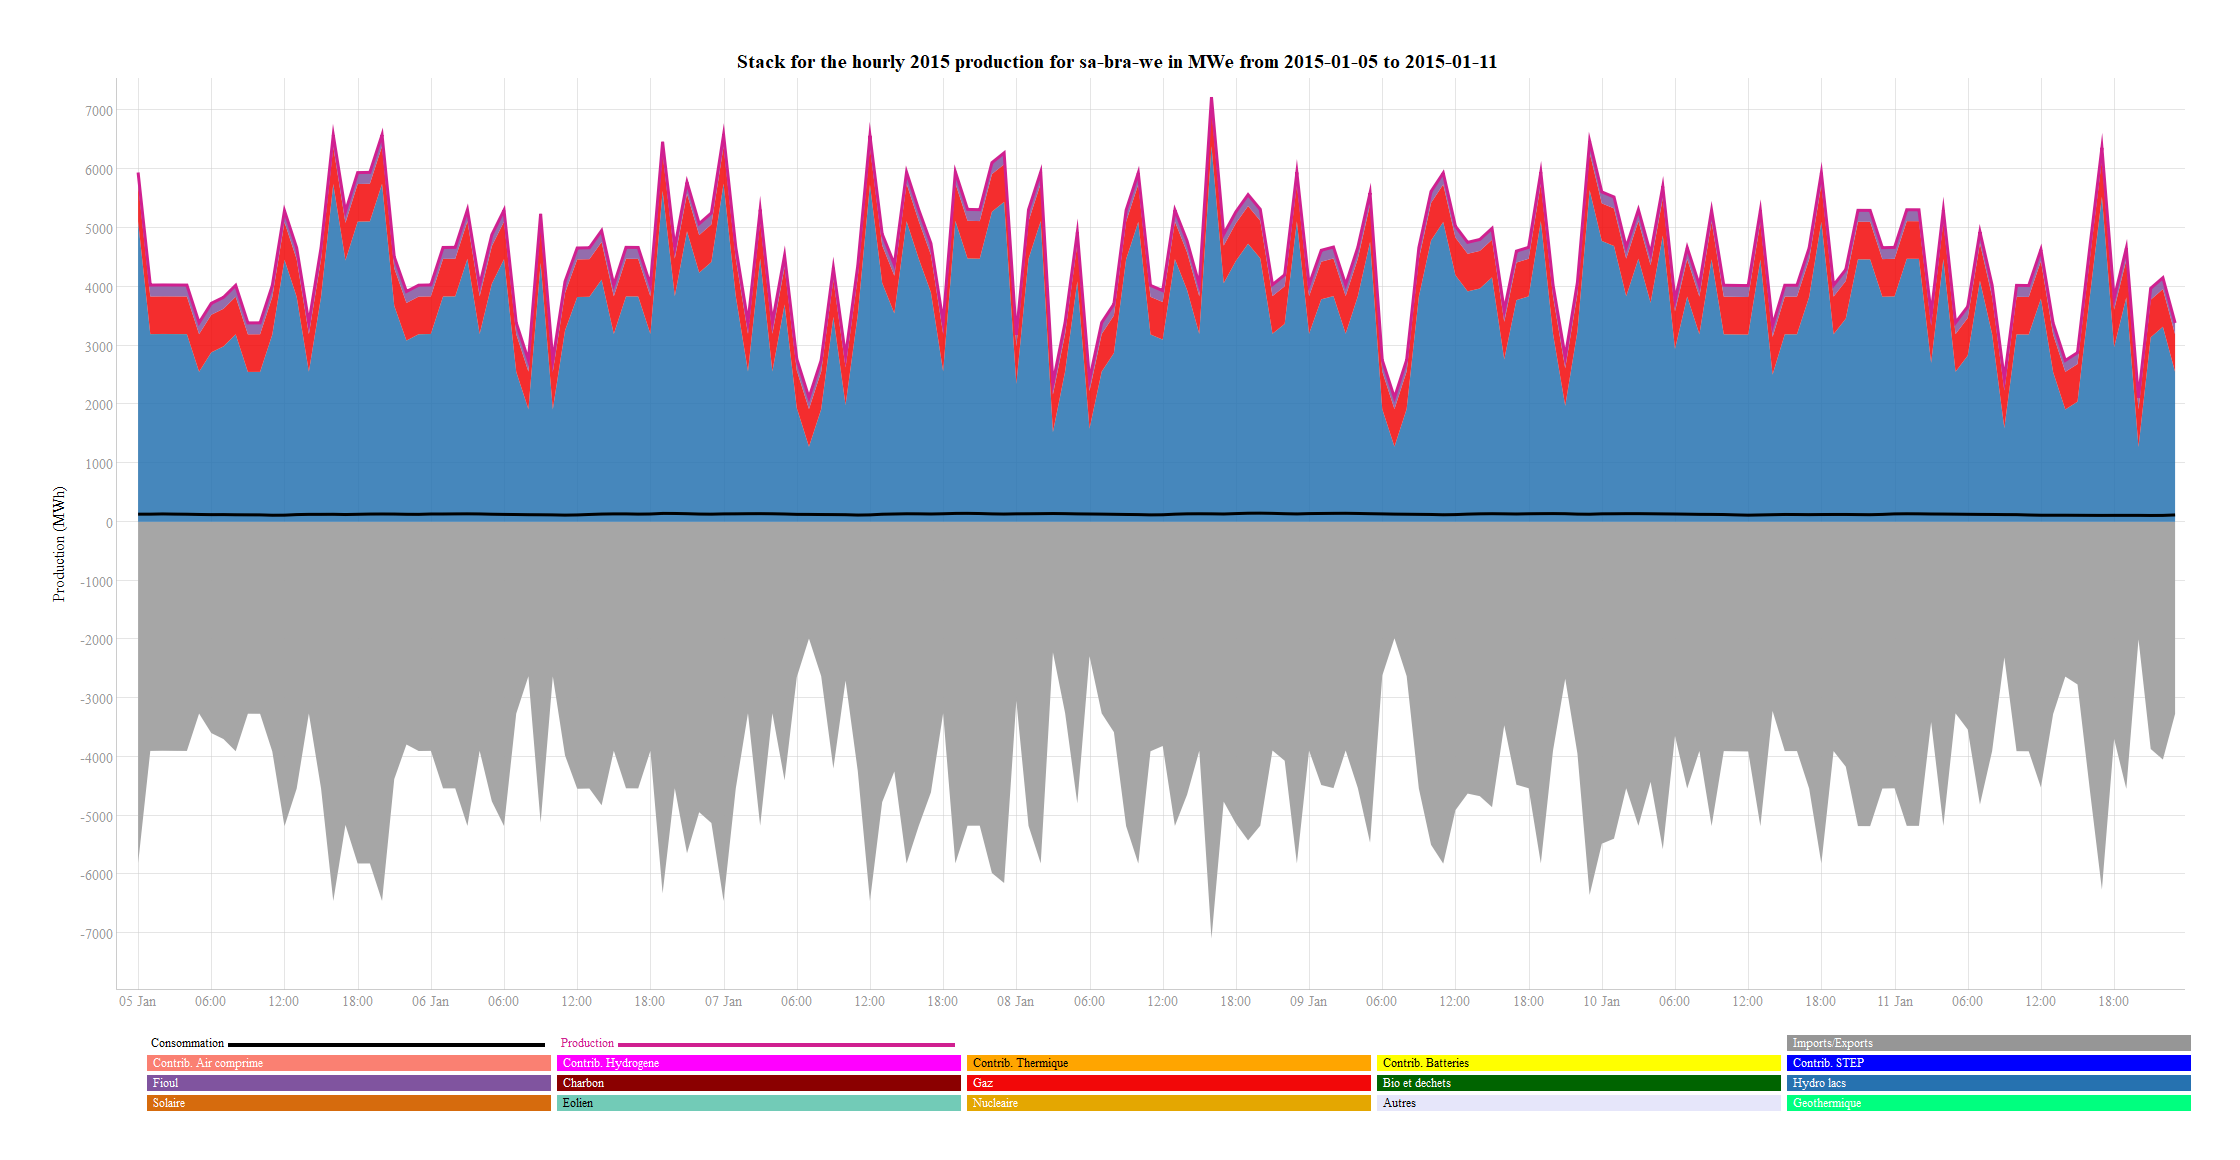 Stack for the hourly 2015 production for sa-bra-we in MWe from 2015-01-05 to 2015-01-11
Production (MWh)
7000
6000
5000
4000
3000
2000
1000
0
-1000
-2000
-3000
-4000
-5000
-6000
-7000
05 Jan 06:00 12:00 18:00 06 Jan 06:00 12:00 18:00 07 Jan 06:00 12:00 18:00 08 Jan 06:00 12:00 18:00 09 Jan 06:00 12:00 18:00 10 Jan 06:00 12:00 18:00 11 Jan 06:00 12:00 18:00
Consommation Production Imports/Exports
Contrib. Air comprime Contrib. Hydrogene Contrib. Thermique Contrib. Batteries Contrib. STEP
Fioul Charbon Gaz Bio et dechets Hydro lacs
Solaire Eolien Nucleaire Autres Geothermique